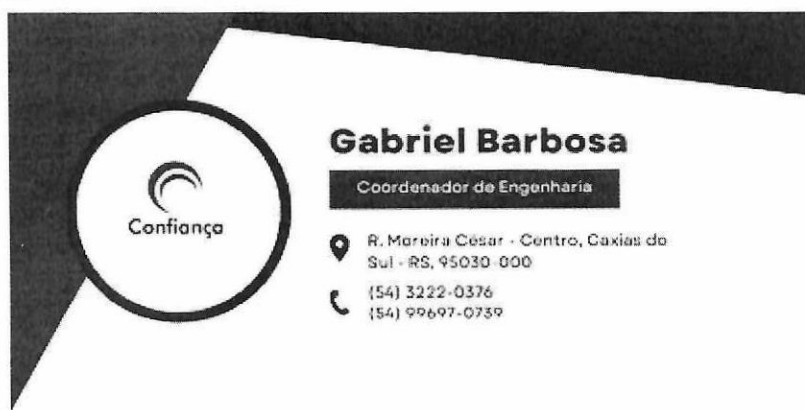 Confiança
Gabriel Barbosa
Coordenador de Engenharia
R. Moreira César - Centro, Caxias do
Sul - RS, 95030-000
(54) 3222-0376
(54) 99697-0739